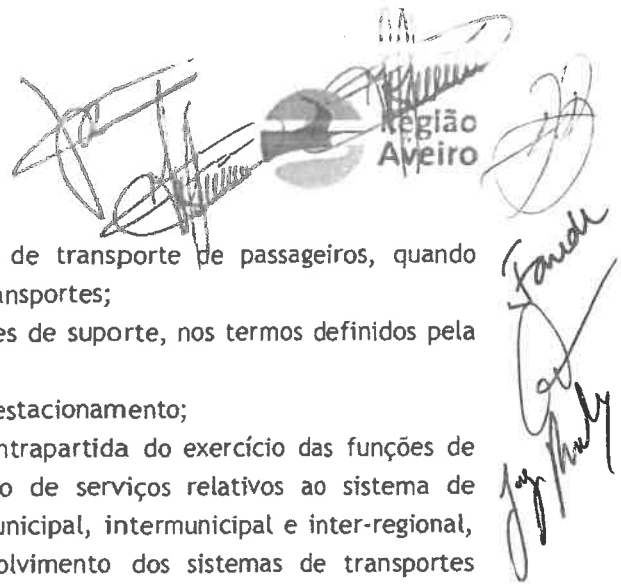 Região
Aveiro
de transporte de passageiros, quando
ansportes;
es de suporte, nos termos definidos pela
estacionamento;
ntrapartida do exercício das funções de
o de serviços relativos ao sistema de
unicipal, intermunicipal e inter-regional,
olvimento dos sistemas de transportes